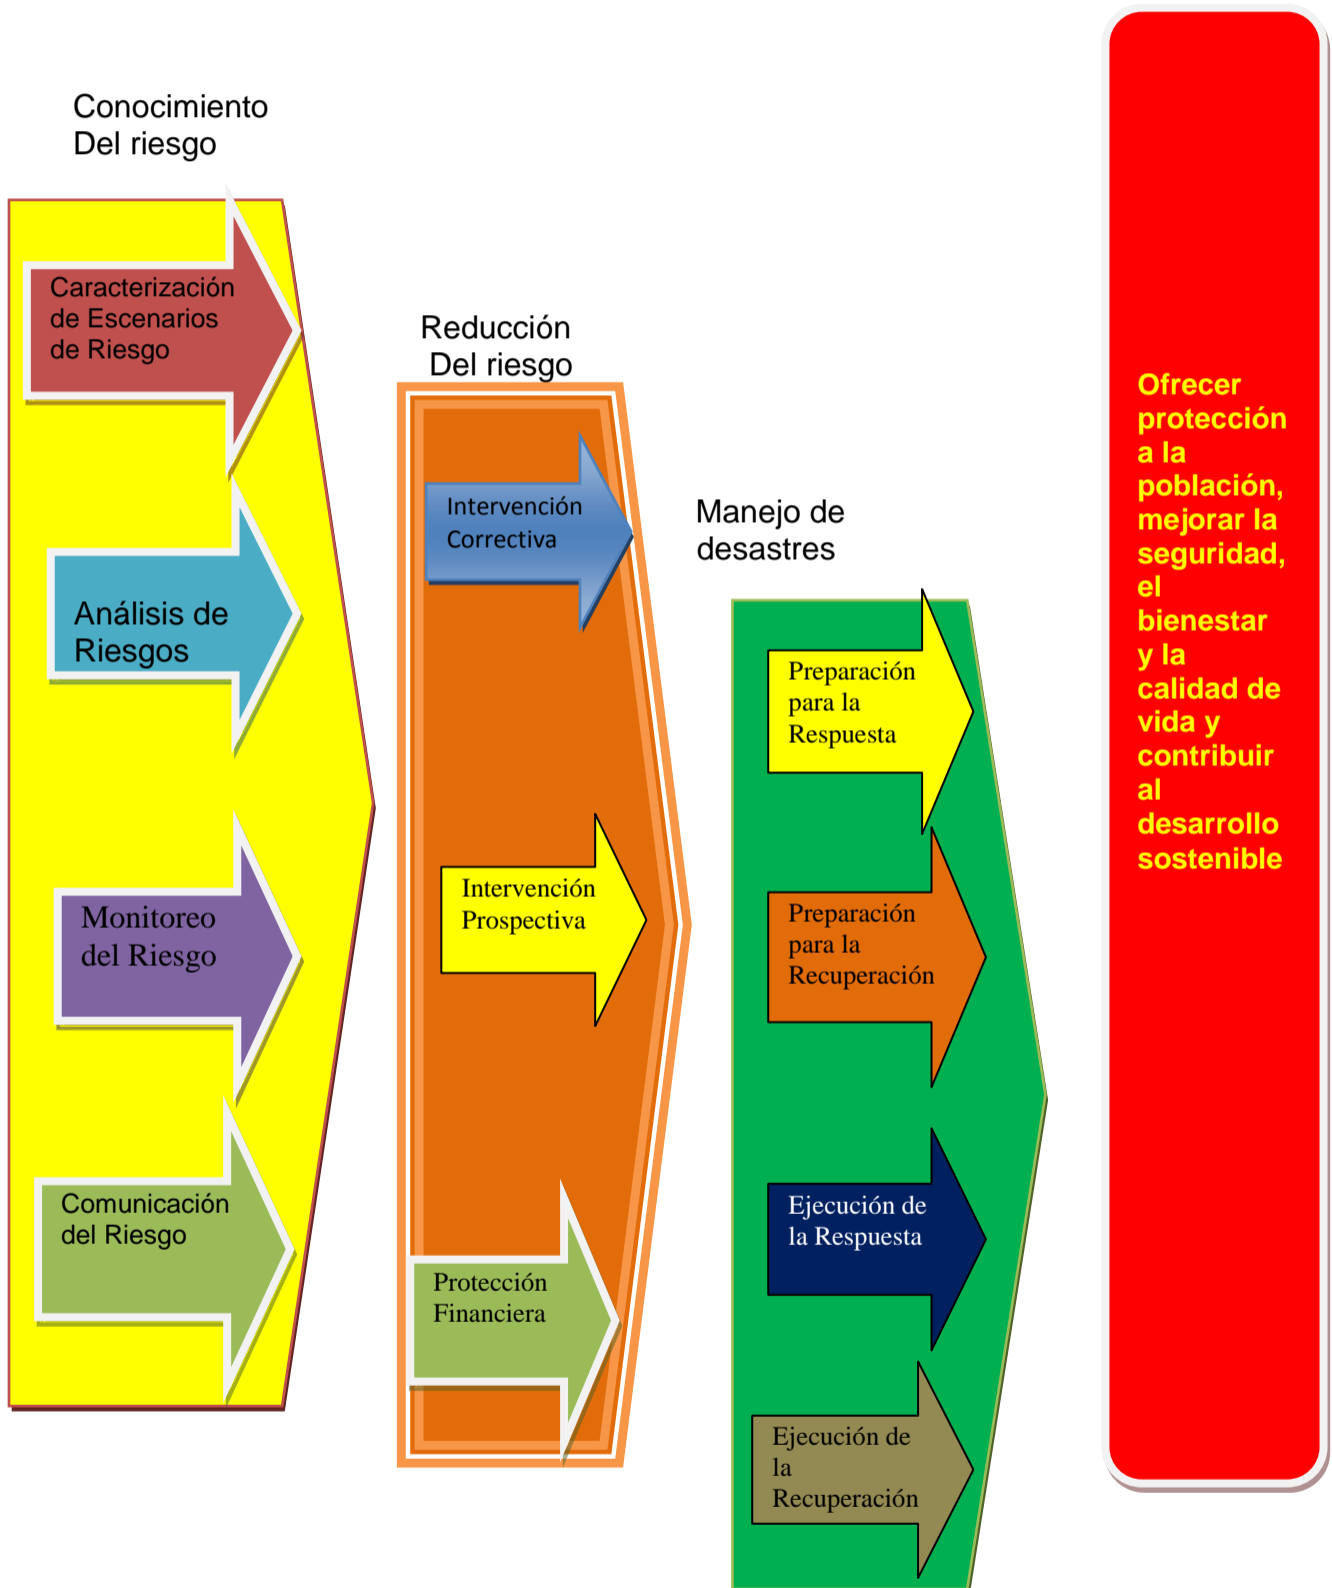 Conocimiento
Del riesgo
Caracterización
de Escenarios
de Riesgo
Análisis de
Riesgos
Monitoreo
del Riesgo
Comunicación
del Riesgo
Reducción
Del riesgo
Intervención
Correctiva
Intervención
Prospectiva
Protección
Financiera
Manejo de
desastres
Preparación
para la
Respuesta
Preparación
para la
Recuperación
Ejecución de
la Respuesta
Ejecución de
la
Recuperación
Ofrecer
protección
a la
población,
mejorar la
seguridad,
el
bienestar
y la
calidad de
vida y
contribuir
al
desarrollo
sostenible